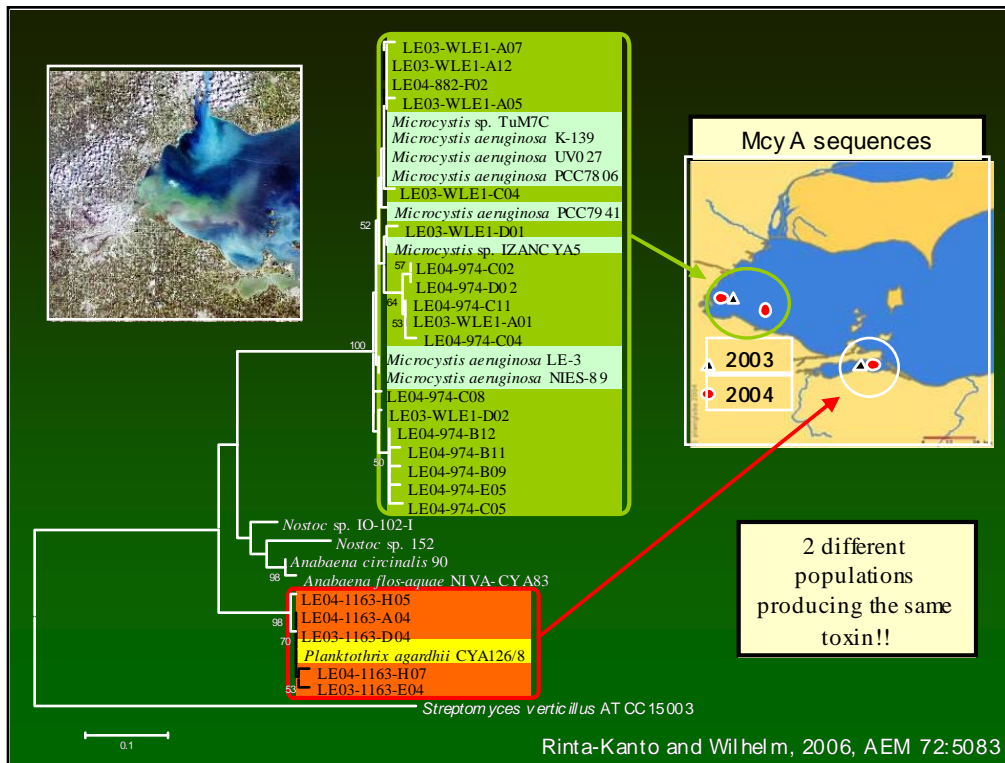 LE03-WLE1-A07
LE03-WLE1-A12
LE04-882-F02
LE03-WLE1-A05
Microcystis sp. TuM7C
Microcystis aeruginosa K-139
Microcystis aeruginosa UV027
Microcystis aeruginosa PCC7806
LE03-WLE1-C04
Microcystis aeruginosa PCC7941
52
LE03-WLE1-D01
Microcystis sp. IZANCYA5
57
LE04-974-C02
LE04-974-D02
64
LE04-974-C11
53
LE03-WLE1-A01
LE04-974-C04
100
Microcystis aeruginosa LE-3
Microcystis aeruginosa NIES-89
LE04-974-C08
LE03-WLE1-D02
LE04-974-B12
LE04-974-B11
50
LE04-974-B09
LE04-974-E05
LE04-974-C05
Nostoc sp. IO-102-I
Nostoc sp. 152
Anabaena circinalis 90
98
Anabaena flos-aquae NIVA-CYA83
LE04-1163-H05
98
LE04-1163-A04
LE03-1163-D04
70
Planktothrix agardhii CYA126/8
LE04-1163-H07
53
LE03-1163-E04
Streptomyces verticillus ATCC15003
0.1
McyA sequences
2003
2004
2 different
populations
producing the same
toxin!!
Rinta-Kanto and Wilhelm, 2006, AEM 72:5083